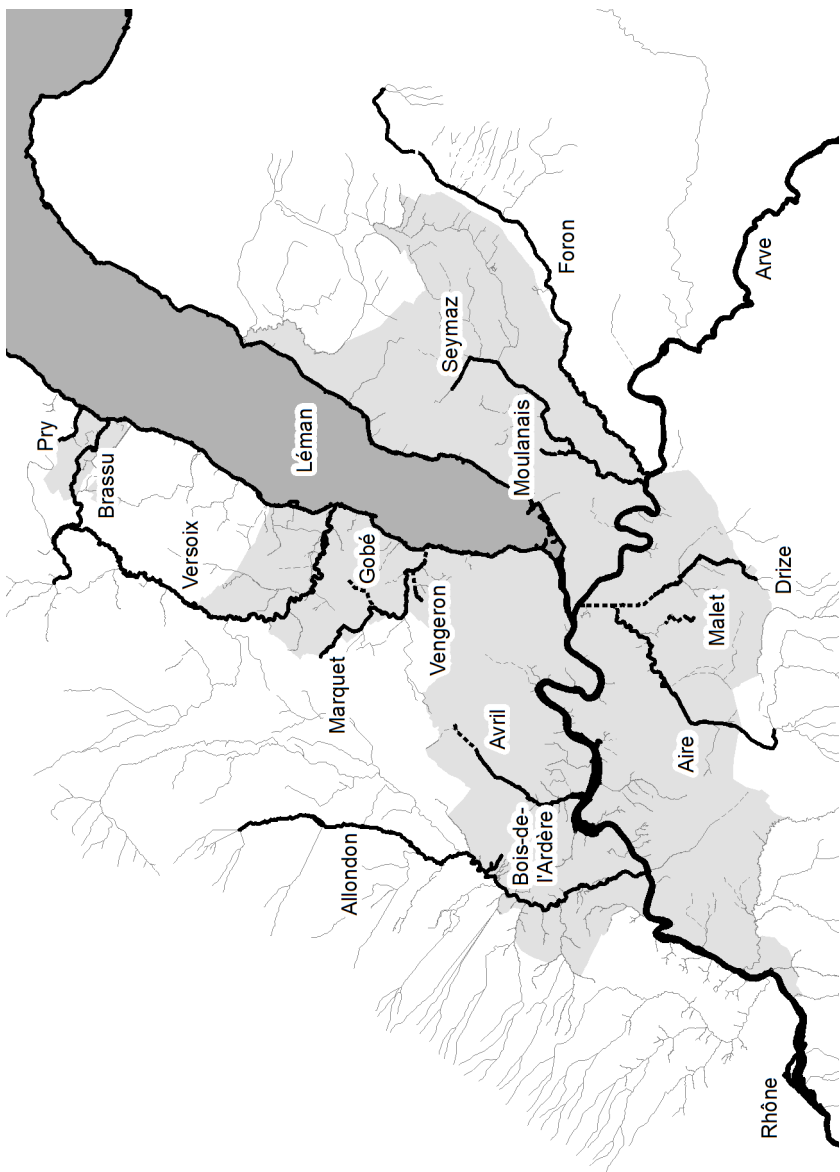 Pry
Brassu
Versoix
Léman
Gobé
Marquet
Vengeron
Seymaz
Moulanais
Foron
Arve
Avril
Allondon
Bois-de-
l'Ardère
Malet
Drize
Aire
Rhône